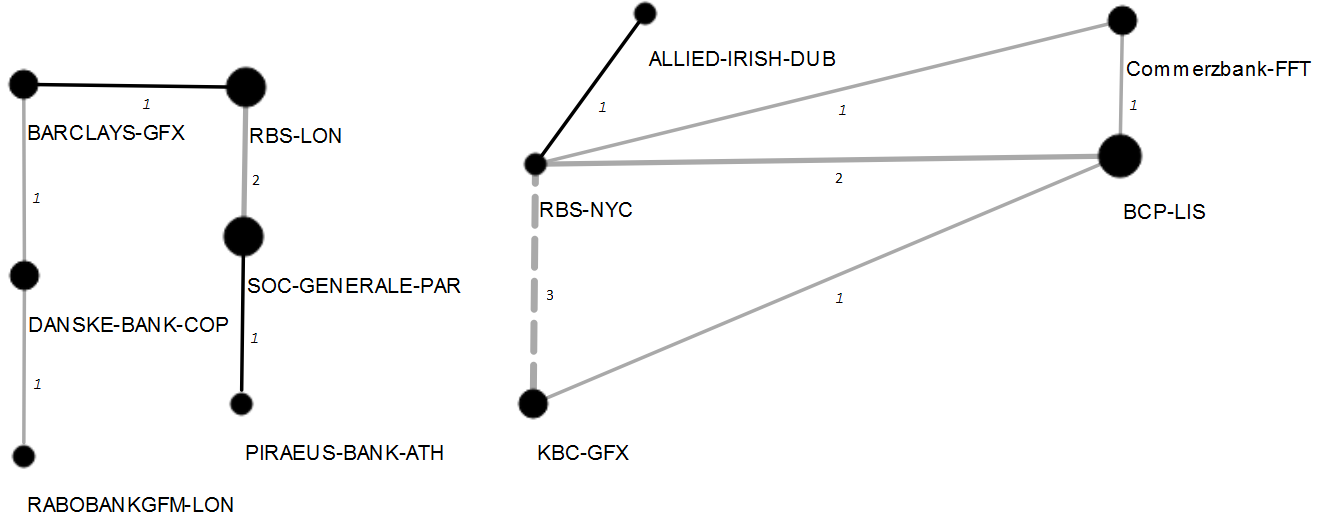 ALLIED-IRISH-DUB
Commerzbank-FFT
1
1
1
1
BARCLAYS-GFX
RBS-LON
2
2
1
RBS-NYC
BCP-LIS
SOC-GENERALE-PAR
3
1
DANSKE-BANK-COP
1
1
PIRAEUS-BANK-ATH
KBC-GFX
RABOBANKGFM-LON